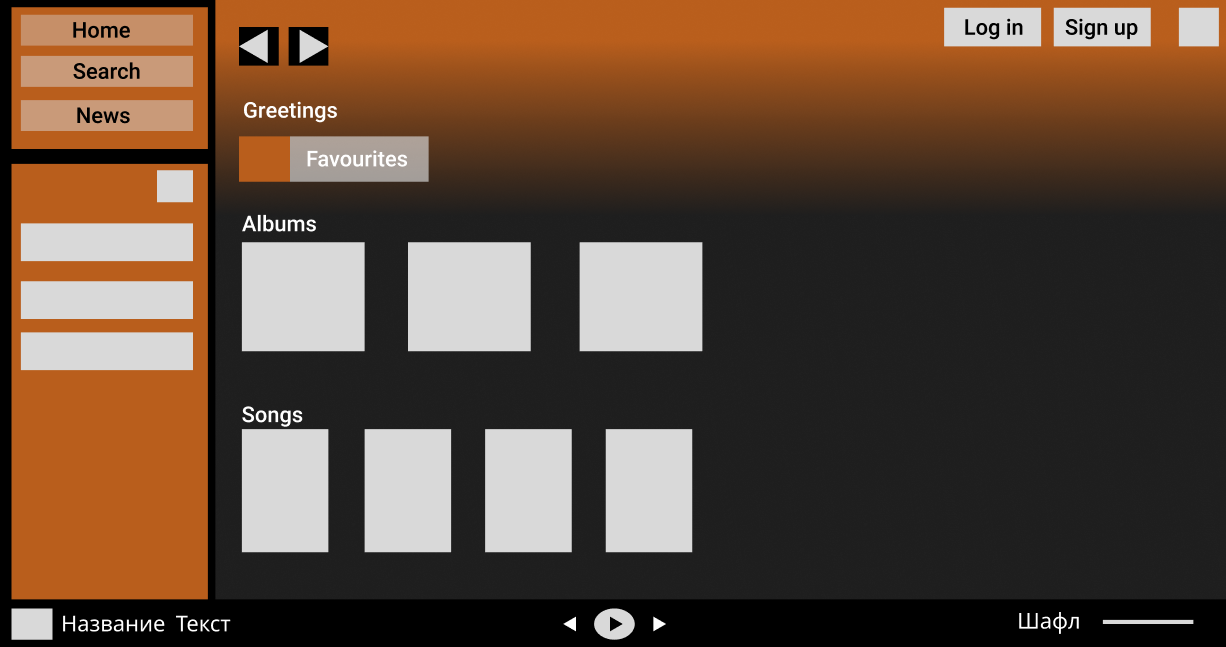 Home
Search
News
Log in
Sign up
Greetings
Favourites
Albums
Songs
Название Текст
Шафл